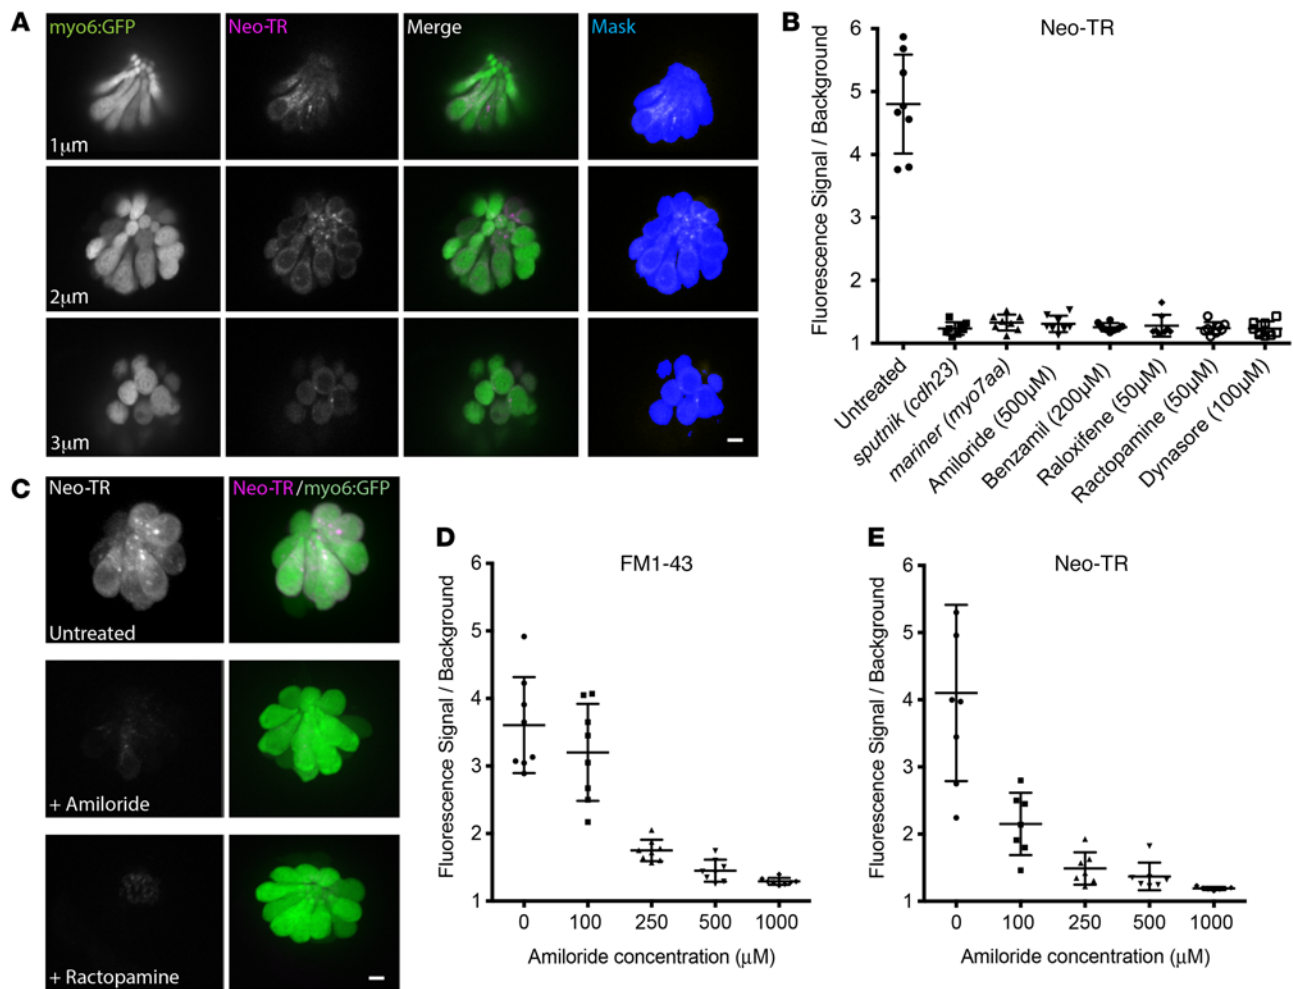 A
myo6:GFP
Neo-TR
Merge
Mask
1μm
2μm
3μm
B
Neo-TR
Fluorescence Signal / Background
6
5
4
3
2
1
Untreated
sputnik (cdh23)
mariner (myo7aa)
Amiloride (500μM)
Benzamil (200μM)
Raloxifene (50μM)
Ractopamine (50μM)
Dynasore (100μM)
C
Neo-TR
Neo-TR/myo6:GFP
Untreated
+ Amiloride
+ Ractopamine
D
FM1-43
Fluorescence Signal / Background
6
5
4
3
2
1
0
100
250
500
1000
Amiloride concentration (μM)
E
Neo-TR
Fluorescence Signal / Background
6
5
4
3
2
1
0
100
250
500
1000
Amiloride concentration (μM)